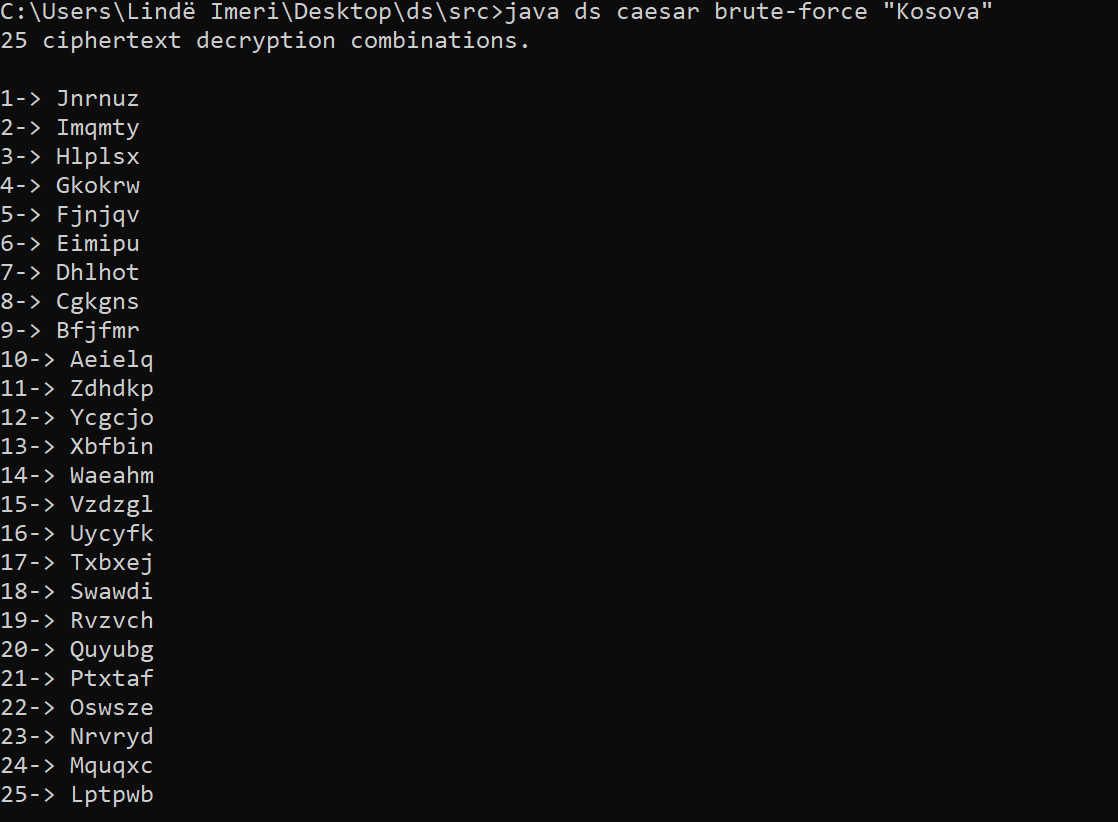 C:\Users\Lindë Imeri\Desktop\ds\src>java ds caesar brute-force "Kosova"
25 ciphertext decryption combinations.
1-> Jnrnuz
2-> Imqmty
3-> Hlplsx
4-> Gkokrw
5-> Fjnjqv
6-> Eimipu
7-> Dhlhot
8-> Cgkgns
9-> Bfjfmr
10-> Aeielq
11-> Zdhdkp
12-> Ycgcjo
13-> Xbfbin
14-> Waeahm
15-> Vzdzgl
16-> Uycyfk
17-> Txbxej
18-> Swawdi
19-> Rvzvch
20-> Quyubg
21-> Ptxtaf
22-> Oswsze
23-> Nrvryd
24-> Mquqxc
25-> Lptpwb